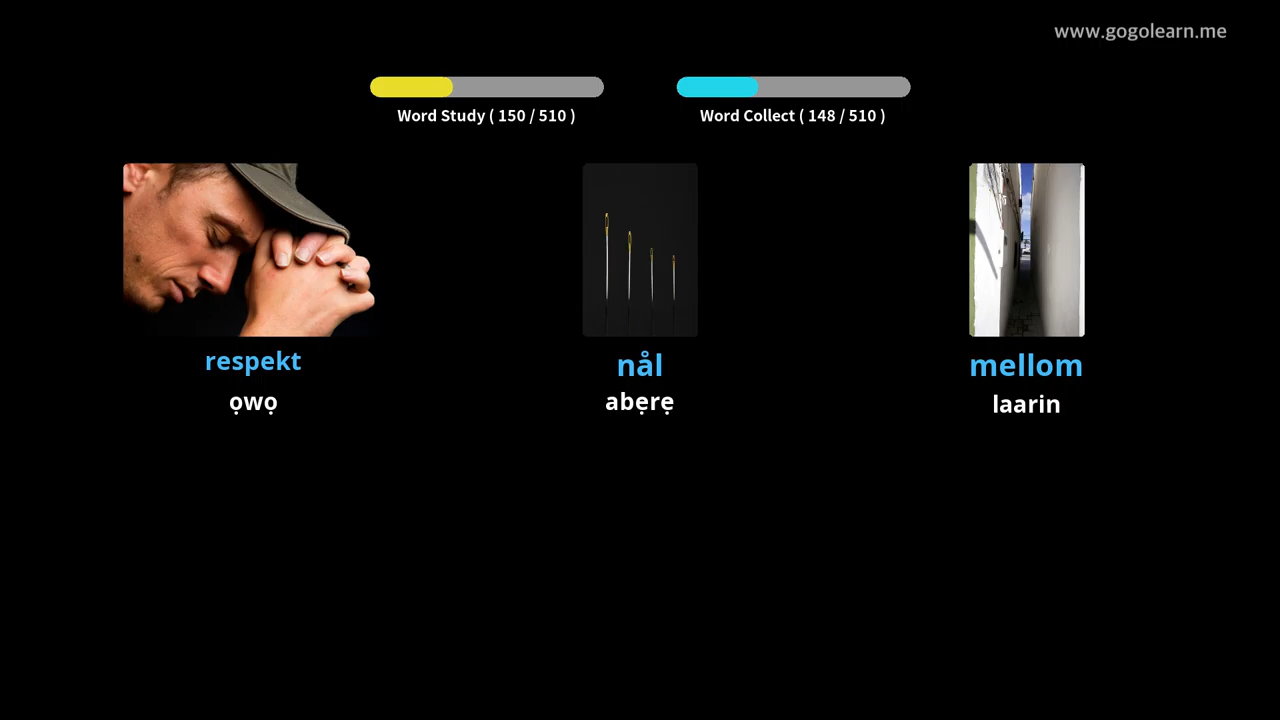 www.gogolearn.me
Word Study ( 150 / 510 )
Word Collect ( 148 / 510 )
respekt
ọwọ
nål
abẹrẹ
mellom
laarin